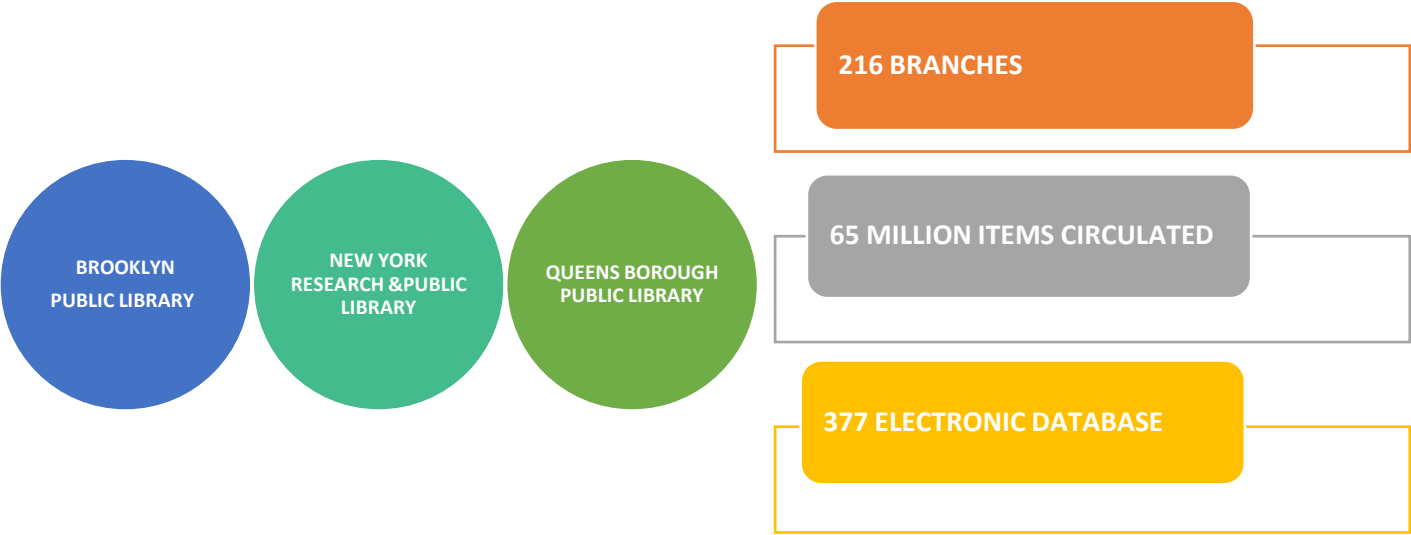 BROOKLYN
PUBLIC LIBRARY
NEW YORK
RESEARCH &PUBLIC
LIBRARY
QUEENS BOROUGH
PUBLIC LIBRARY
216 BRANCHES
65 MILLION ITEMS CIRCULATED
377 ELECTRONIC DATABASE